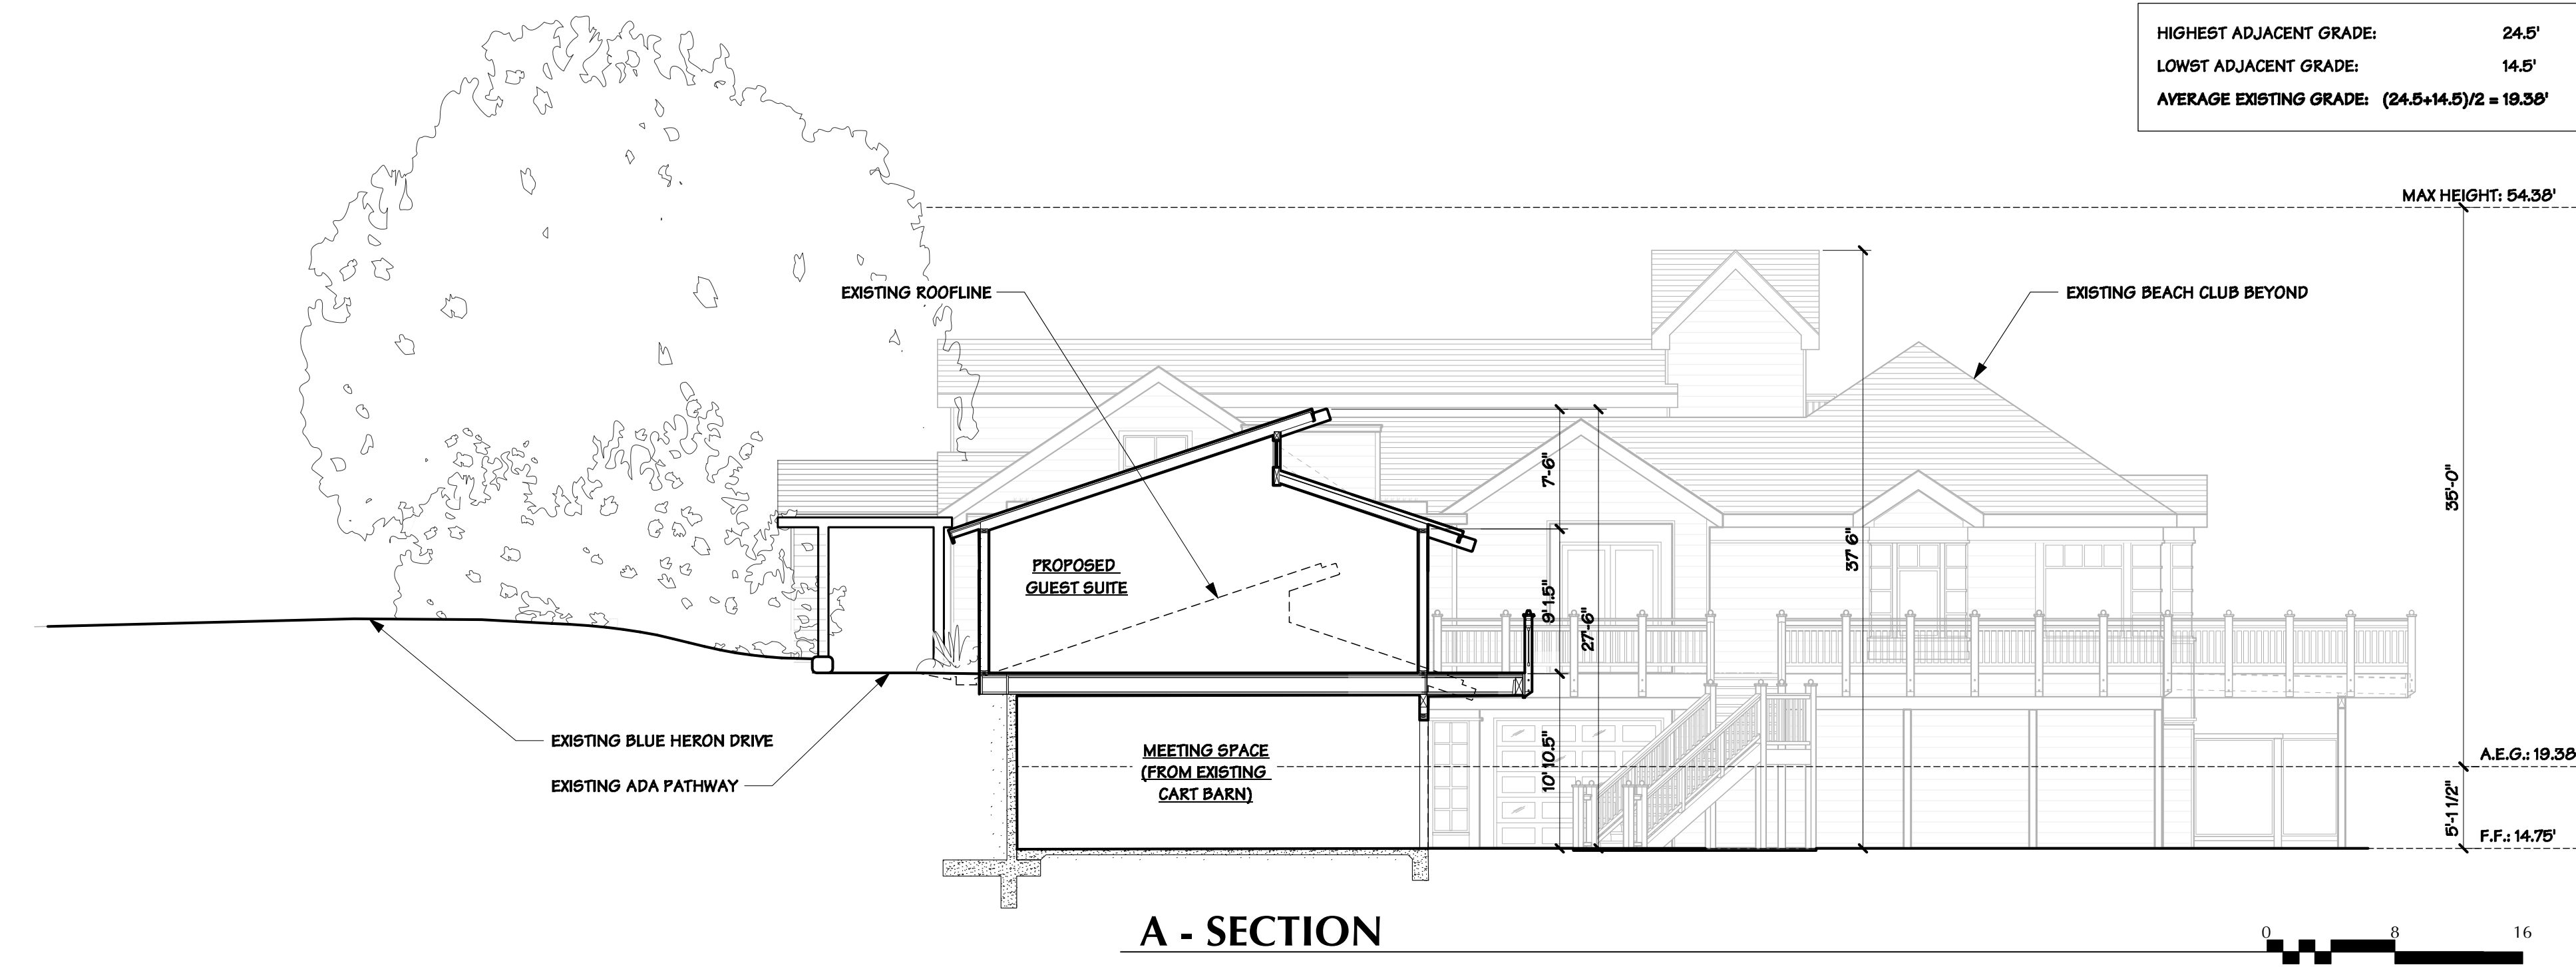 HIGHEST ADJACENT GRADE: 24.5'
LOWST ADJACENT GRADE: 14.5'
AVERAGE EXISTING GRADE: (24.5+14.5)/2 = 19.38'
MAX HEIGHT: 54.38'
EXISTING ROOFLINE
EXISTING BEACH CLUB BEYOND
7'-6"
35'-0"
37' 6"
PROPOSED
GUEST SUITE
9' 1.5"
27'-6"
EXISTING BLUE HERON DRIVE
EXISTING ADA PATHWAY
MEETING SPACE
(FROM EXISTING
CART BARN)
10' 10.5"
A.E.G.: 19.38
5'-1 1/2"
F.F.: 14.75'
A - SECTION
0 8 16